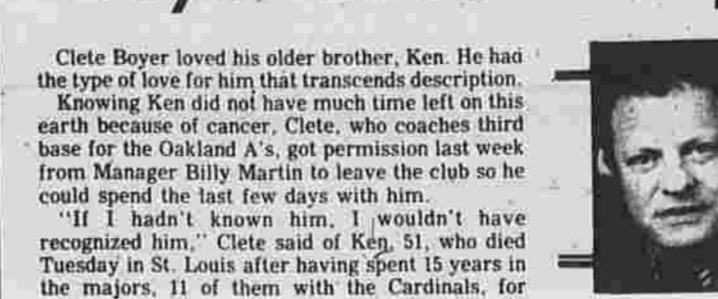 Clete Boyer loved his older brother, Ken. He had
the type of love for him that transcends description.
Knowing Ken did not have much time left on this
earth because of cancer, Clete, who coaches third
base for the Oakland A's, got permission last week
from Manager Billy Martin to leave the club so he
could spend the last few days with him.
"If I hadn't known him, I wouldn't have
recognized him," Clete said of Ken, 51, who died
Tuesday in St. Louis after having spent 15 years in
the majors, 11 of them with the Cardinals, for